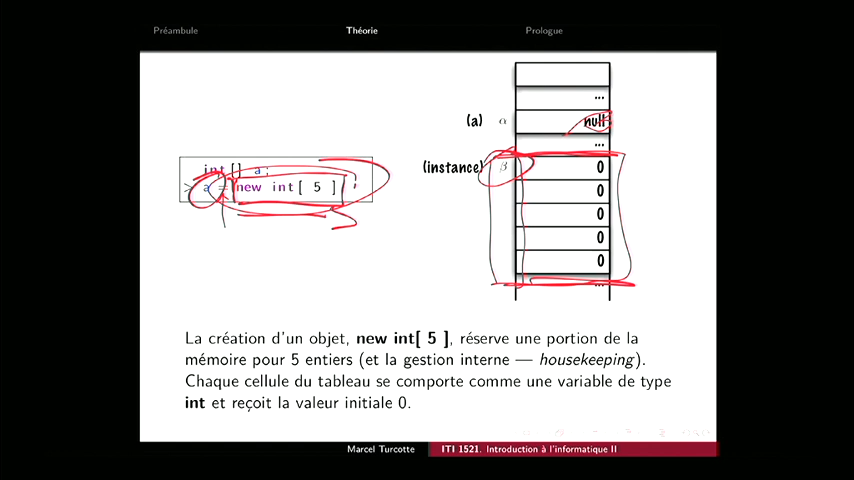 Préambule
Théorie
Prologue
...
(a) α null
...
int[] a;
(instance) β 0
> a = new int[ 5 ];
0
0
0
0
...
La création d'un objet, new int[ 5 ], réserve une portion de la
mémoire pour 5 entiers (et la gestion interne — housekeeping).
Chaque cellule du tableau se comporte comme une variable de type
int et reçoit la valeur initiale 0.
Marcel Turcotte
ITI 1521. Introduction à l'informatique II